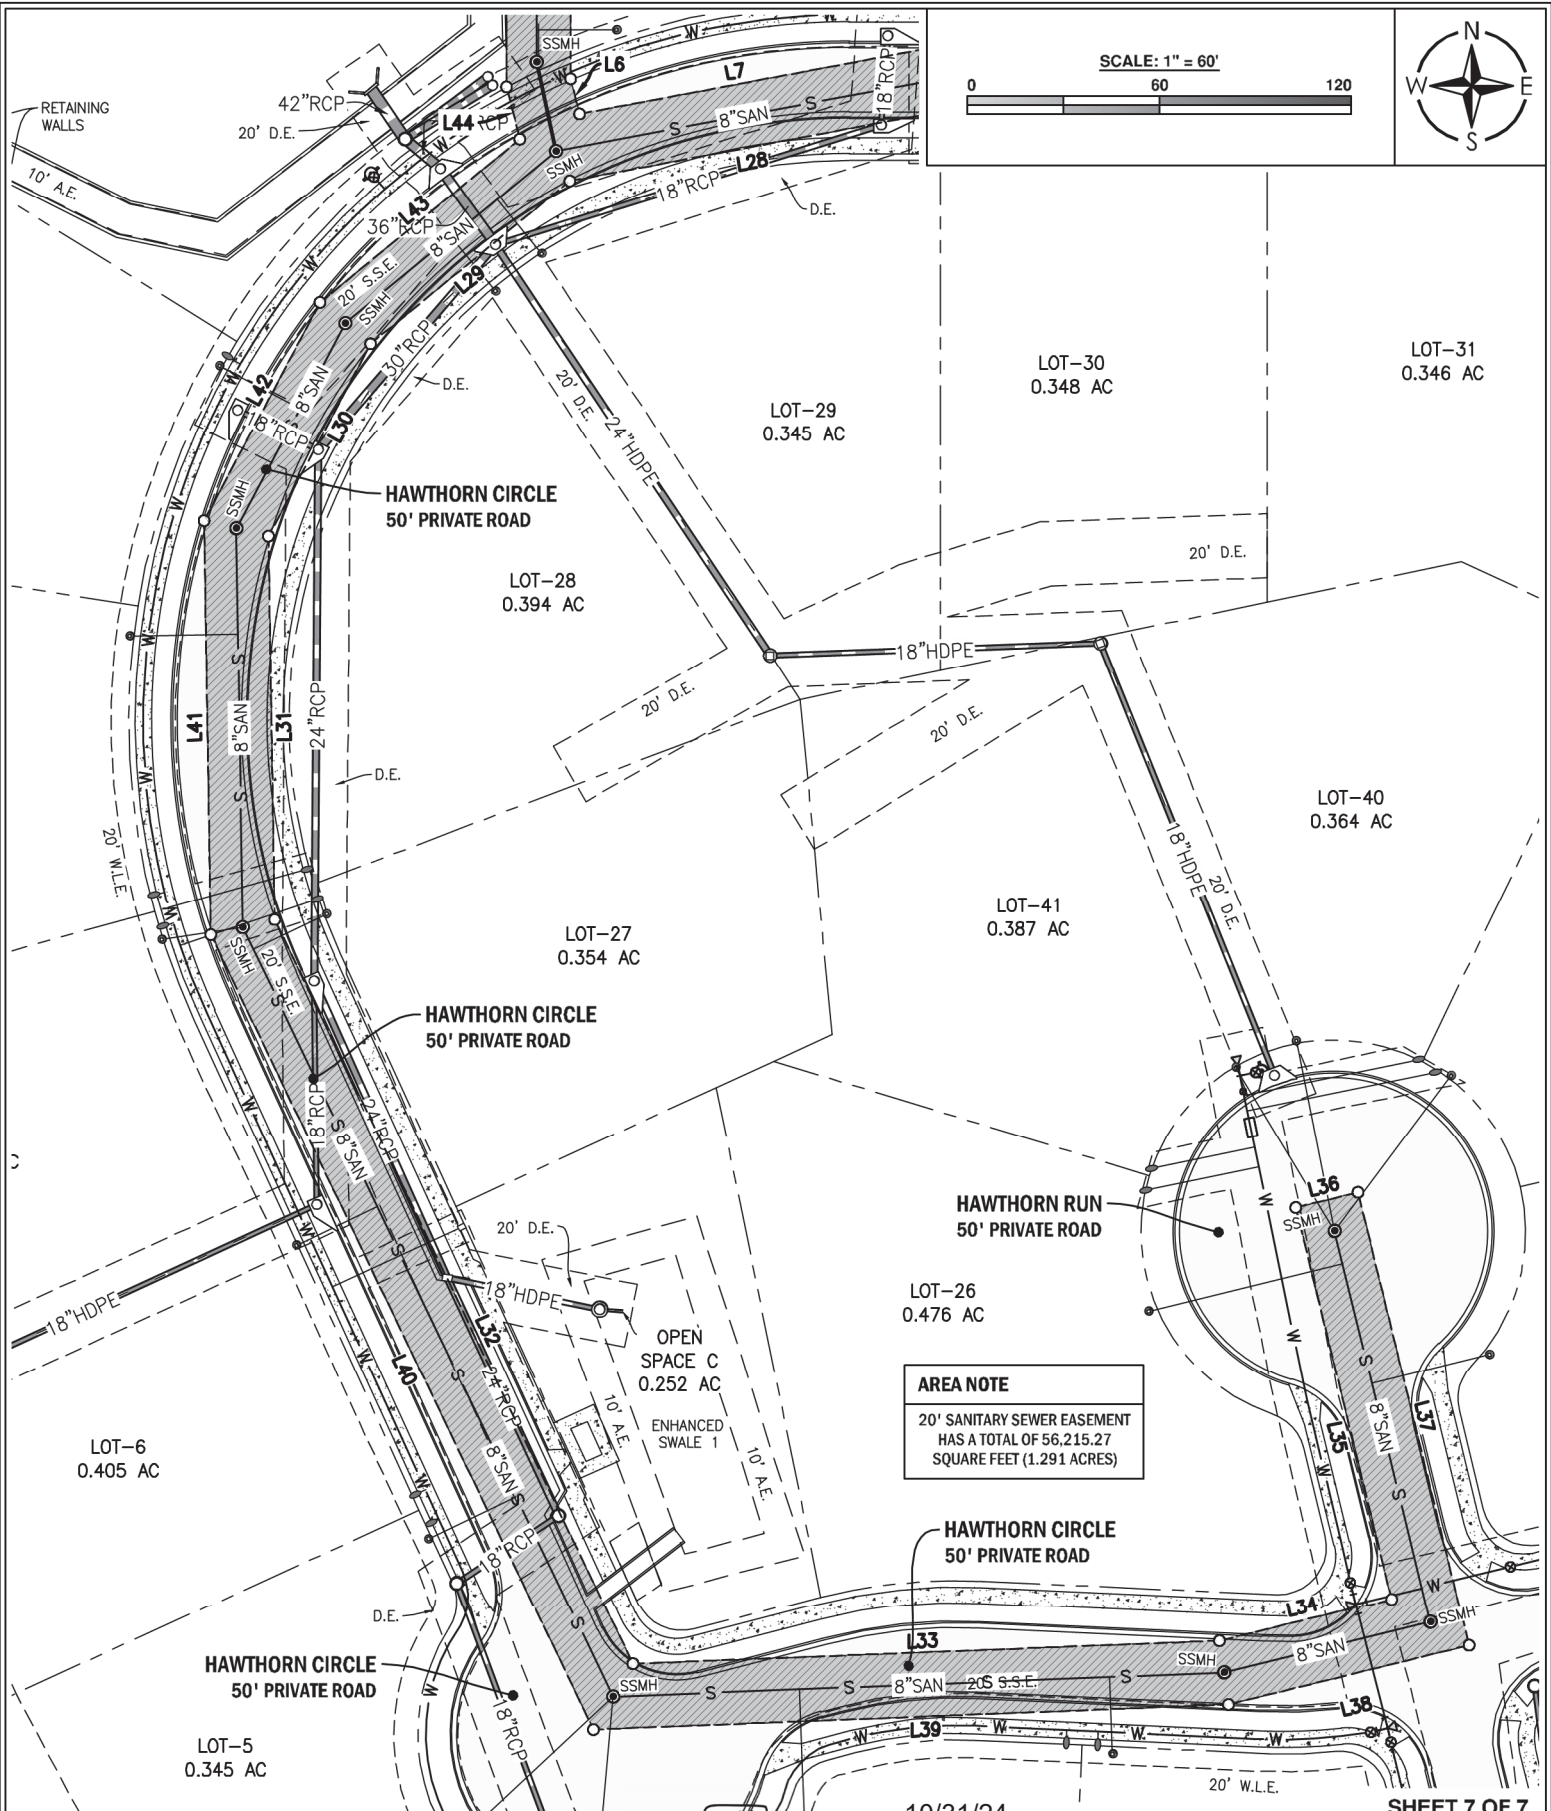 SCALE: 1" = 60'
0 60 120
N
W E
S
SSMH
L6
L7
W
18"RCP
RETAINING
WALLS
42"RCP
20' D.E.
L44
W
S
8"SAN
10' A.E.
SSMH
L28
18"RCP
D.E.
L43
36"RCP
8"SAN
W
20' S.S.E.
L29
SSMH
30"RCP
D.E.
W
L42
8"SAN
18"RCP
L30
20' D.E.
24"HDPE
LOT-29
0.345 AC
LOT-30
0.348 AC
LOT-31
0.346 AC
HAWTHORN CIRCLE
50' PRIVATE ROAD
W
SSMH
LOT-28
0.394 AC
20' D.E.
W
S
18"HDPE
20' D.E.
20' D.E.
L41
8"SAN
L31
24"RCP
W
S
D.E.
20' W.L.E.
18"HDPE
20' D.E.
LOT-40
0.364 AC
LOT-41
0.387 AC
LOT-27
0.354 AC
W
SSMH
20' S.S.E.
S
HAWTHORN CIRCLE
50' PRIVATE ROAD
W
18"RCP
S
8"SAN
24"RCP
C
HAWTHORN RUN
50' PRIVATE ROAD
L36
SSMH
W
W
S
20' D.E.
18"HDPE
18"HDPE
LOT-26
0.476 AC
OPEN
SPACE C
0.252 AC
ENHANCED
SWALE 1
10' A.E.
10' A.E.
L32
24"RCP
W
L40
S
W
S
AREA NOTE
20' SANITARY SEWER EASEMENT
HAS A TOTAL OF 56,215.27
SQUARE FEET (1.291 ACRES)
L35
8"SAN
L37
W
S
LOT-6
0.405 AC
8"SAN
S
W
18"RCP
HAWTHORN CIRCLE
50' PRIVATE ROAD
D.E.
S
L34
W
SSMH
L33
8"SAN
SSMH
HAWTHORN CIRCLE
50' PRIVATE ROAD
W
SSMH
S
S
8"SAN
20' S.S.E.
S
S
18"RCP
L38
L39
W
W
W
W
LOT-5
0.345 AC
20' W.L.E.
10/31/24
SHEET 7 OF 7